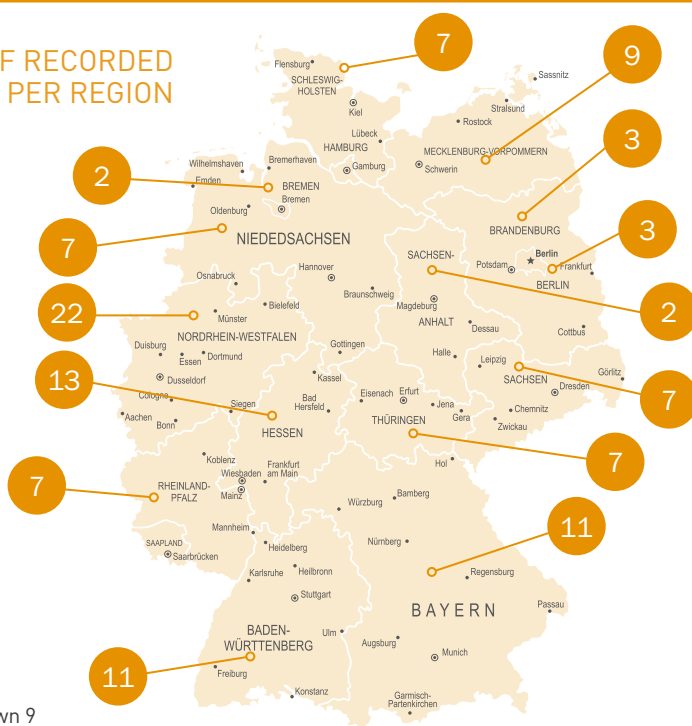 F RECORDED
PER REGION
7
9
3
2
7
3
22
2
13
7
7
7
11
11
Flensburg
SCHLESWIG-
HOLSTEN
Kiel
Lübeck
HAMBURG
Gamburg
Sassnitz
Stralsund
Rostock
MECKLENBURG-VORPOMMERN
Schwerin
Wilhelmshaven
Bremerhaven
Emden
BREMEN
Bremen
Oldenburg
NIEDEDSACHSEN
BRANDENBURG
SACHSEN-
Berlin
Potsdam
Frankfurt
BERLIN
Hannover
Osnabruck
Braunschweig
Magdeburg
ANHALT
Bielefeld
Münster
NORDRHEIN-WESTFALEN
Dessau
Cottbus
Duisburg
Essen
Dortmund
Gottingen
Halle
Leipzig
Dusseldorf
Kassel
SACHSEN
Görlitz
Dresden
Cologne
Siegen
Bad
Hersfeld
Eisenach
Erfurt
Jena
Gera
Chemnitz
Zwickau
Aachen
Bonn
HESSEN
THÜRINGEN
Koblenz
Wiesbaden
Frankfurt
am Main
Hol
RHEINLAND-
PFALZ
Mainz
Würzburg
Bamberg
Mannheim
Nürnberg
SAAPLAND
Saarbrücken
Heidelberg
Karlsruhe
Heilbronn
Regensburg
Stuttgart
BAYERN
Passau
BADEN-
WÜRTTENBERG
Ulm
Augsburg
Munich
Freiburg
Konstanz
Garmisch-
Partenkirchen
wn 9